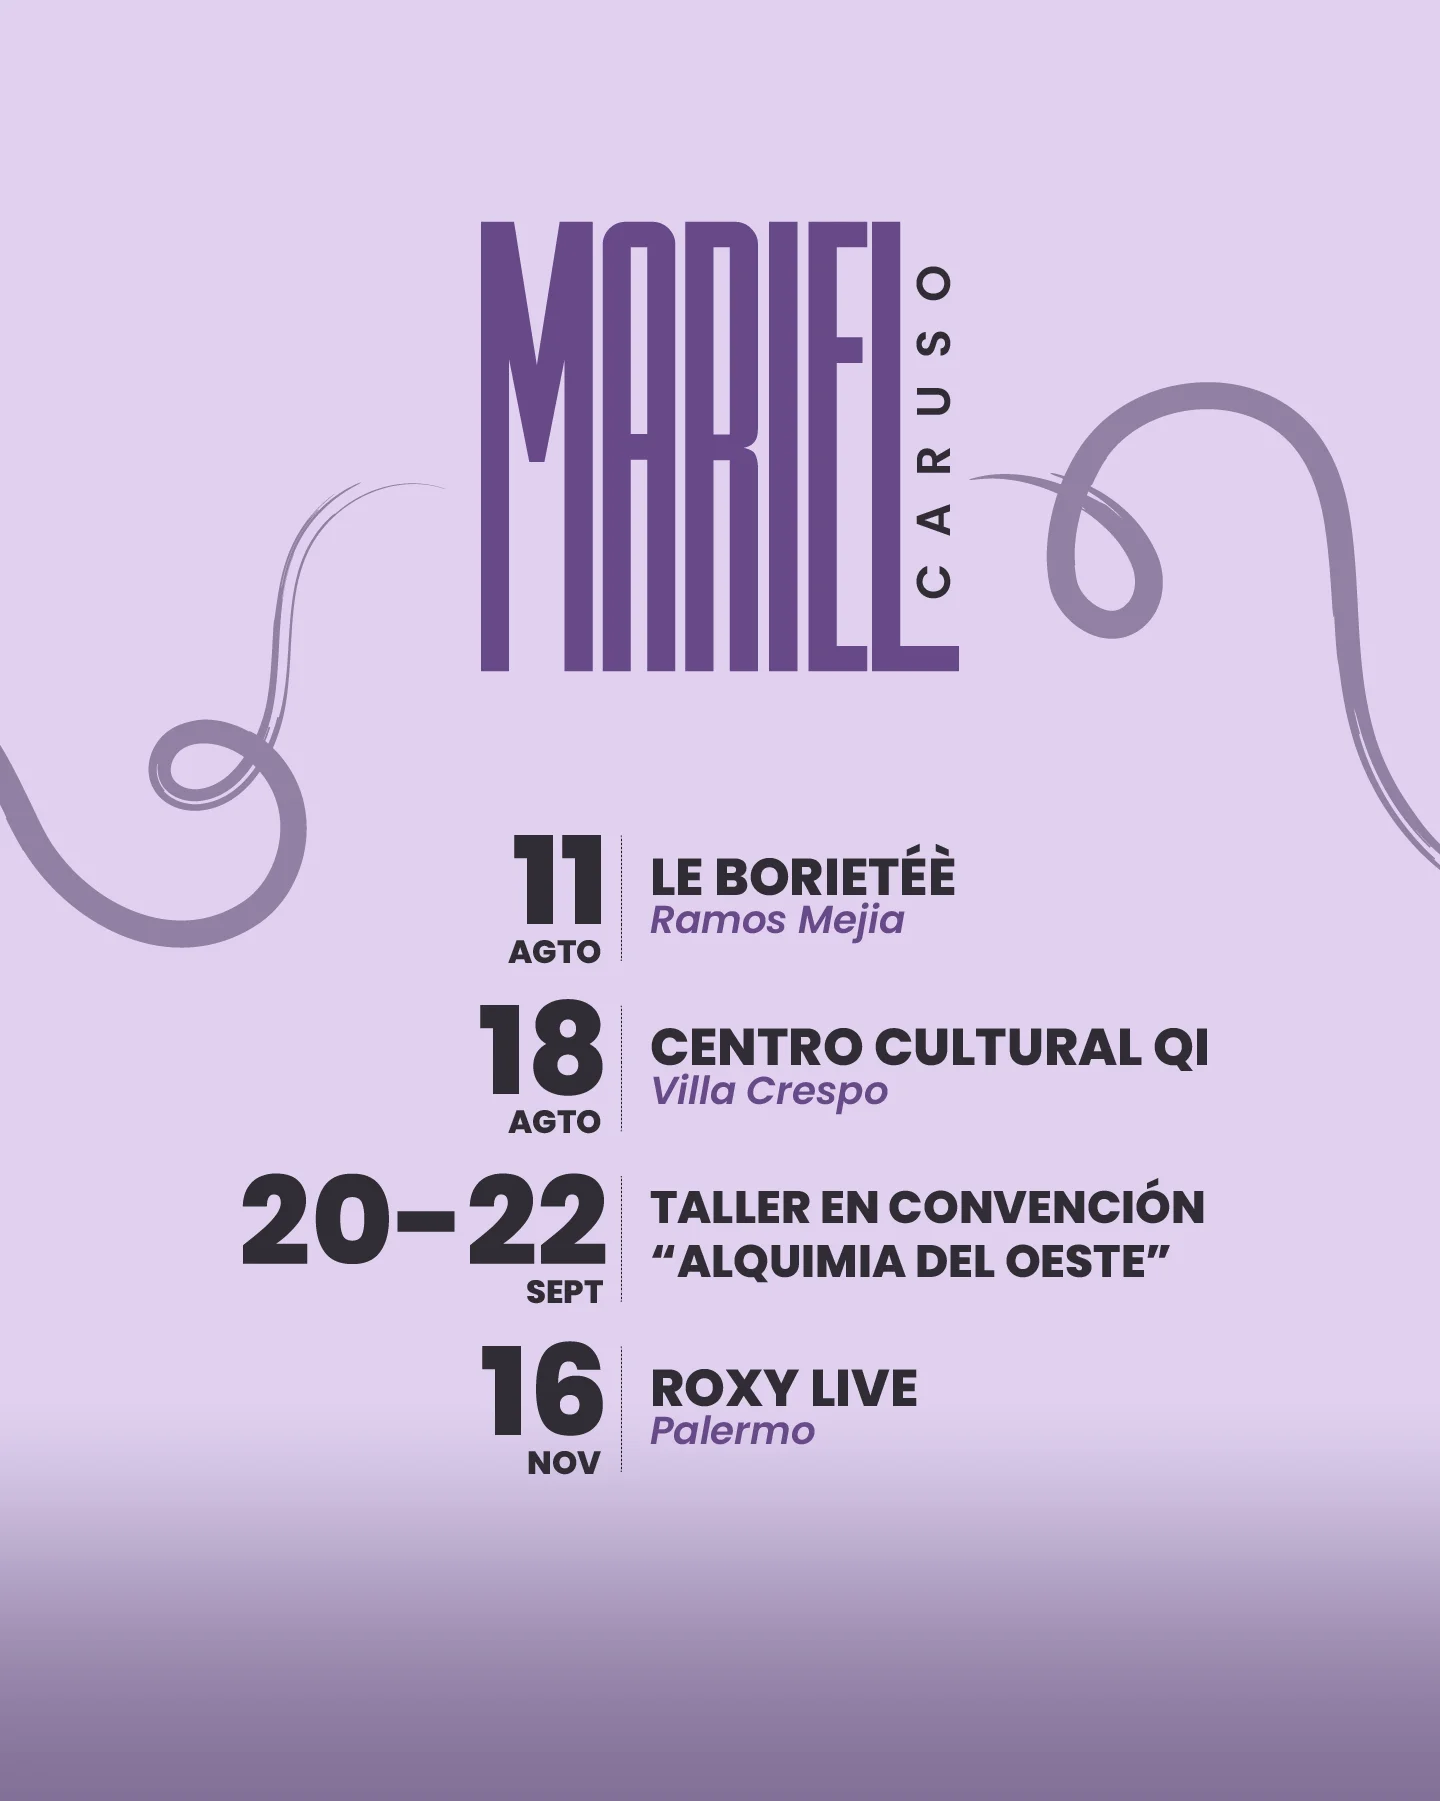 MARIEL
CARUSO
11
AGTO
LE BORIETÉÈ
Ramos Mejia
18
AGTO
CENTRO CULTURAL QI
Villa Crespo
20-22
SEPT
TALLER EN CONVENCIÓN
“ALQUIMIA DEL OESTE”
16
NOV
ROXY LIVE
Palermo